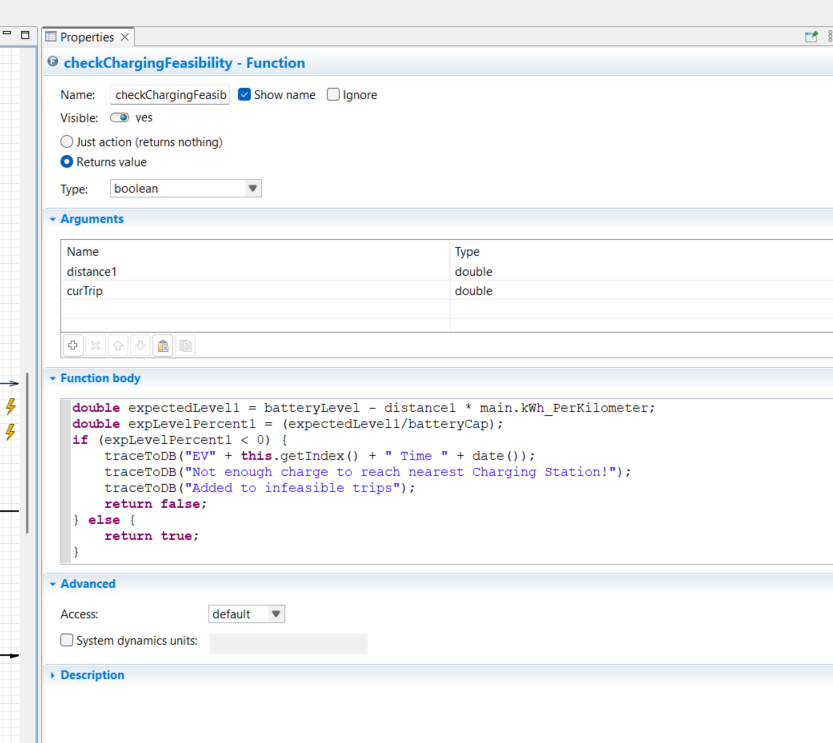 Properties
checkChargingFeasibility - Function
Name: checkChargingFeasib Show name Ignore
Visible: yes
Just action (returns nothing)
Returns value
Type: boolean
Arguments
Name Type
distance1 double
curTrip double
Function body
double expectedLevel1 = batteryLevel - distance1 * main.kWh_PerKilometer;
double expLevelPercent1 = (expectedLevel1/batteryCap);
if (expLevelPercent1 < 0) {
    traceToDB("EV" + this.getIndex() + " Time " + date());
    traceToDB("Not enough charge to reach nearest Charging Station!");
    traceToDB("Added to infeasible trips");
    return false;
} else {
    return true;
}
Advanced
Access: default
System dynamics units:
Description